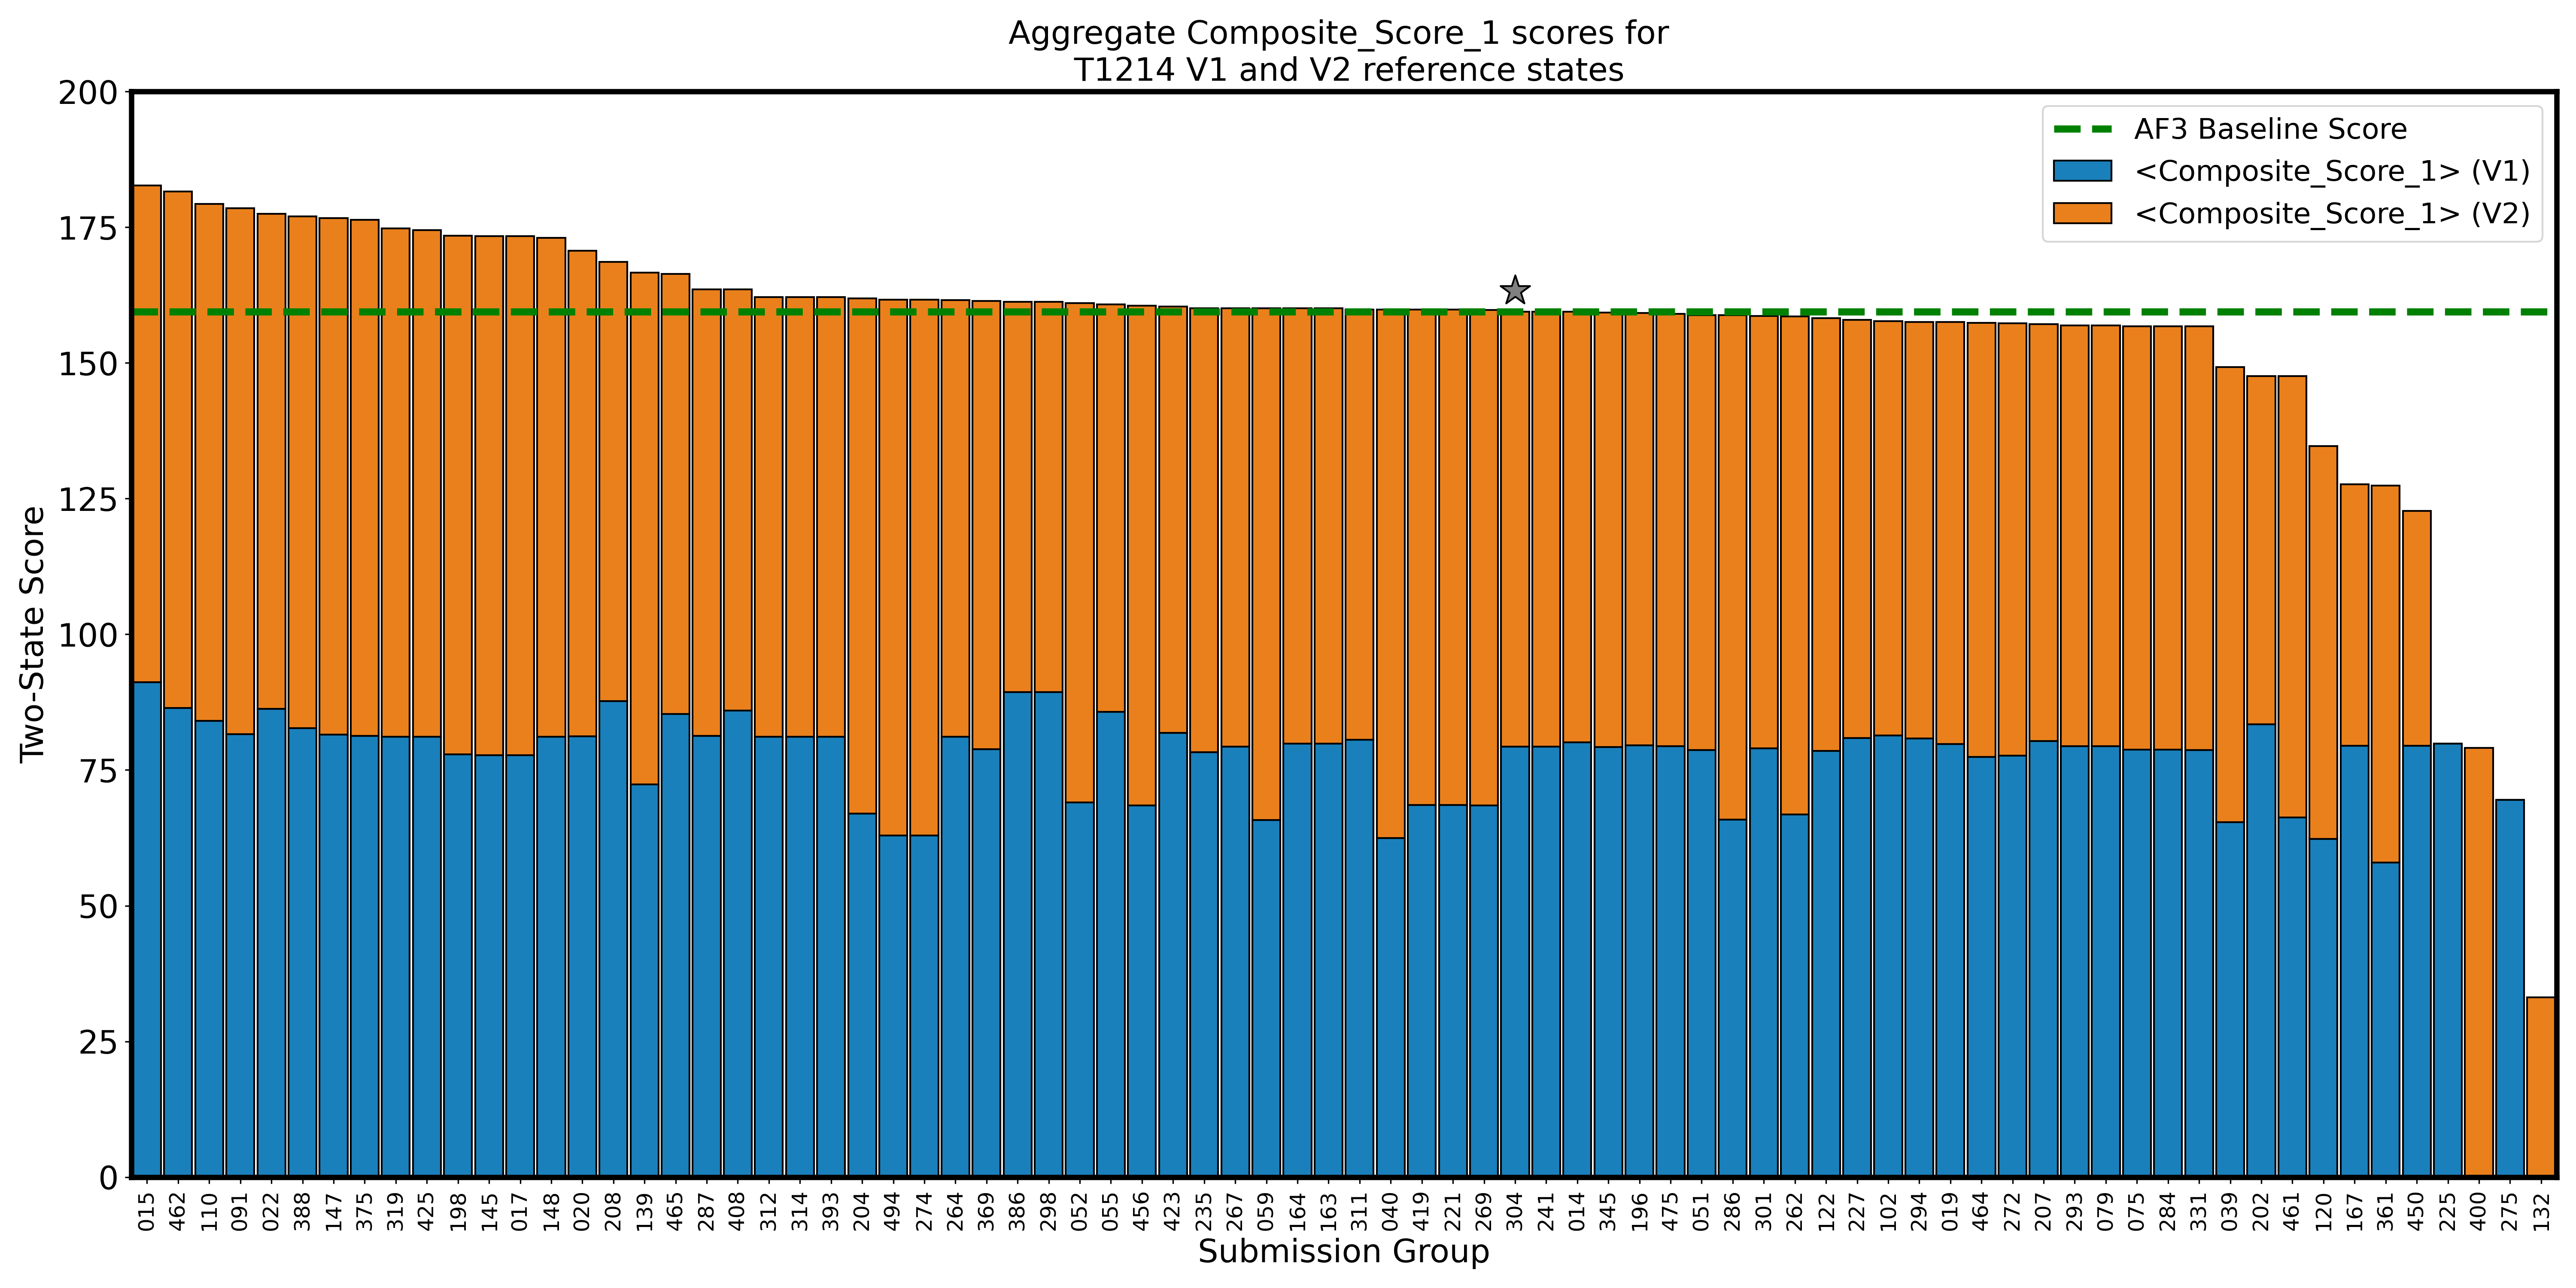 Aggregate Composite_Score_1 scores for
T1214 V1 and V2 reference states
200
175
150
125
100
75
50
25
0
Two-State Score
AF3 Baseline Score
<Composite_Score_1> (V1)
<Composite_Score_1> (V2)
015 462 110 091 022 388 147 375 319 425 198 145 017 148 020 208 139 465 287 408 312 314 393 204 494 274 264 369 386 298 052 055 456 423 235 267 059 164 163 311 040 419 221 269 304 241 014 345 196 475 051 286 301 262 122 227 102 294 019 464 272 207 293 079 075 284 331 039 202 461 120 167 361 450 225 400 275 132
Submission Group